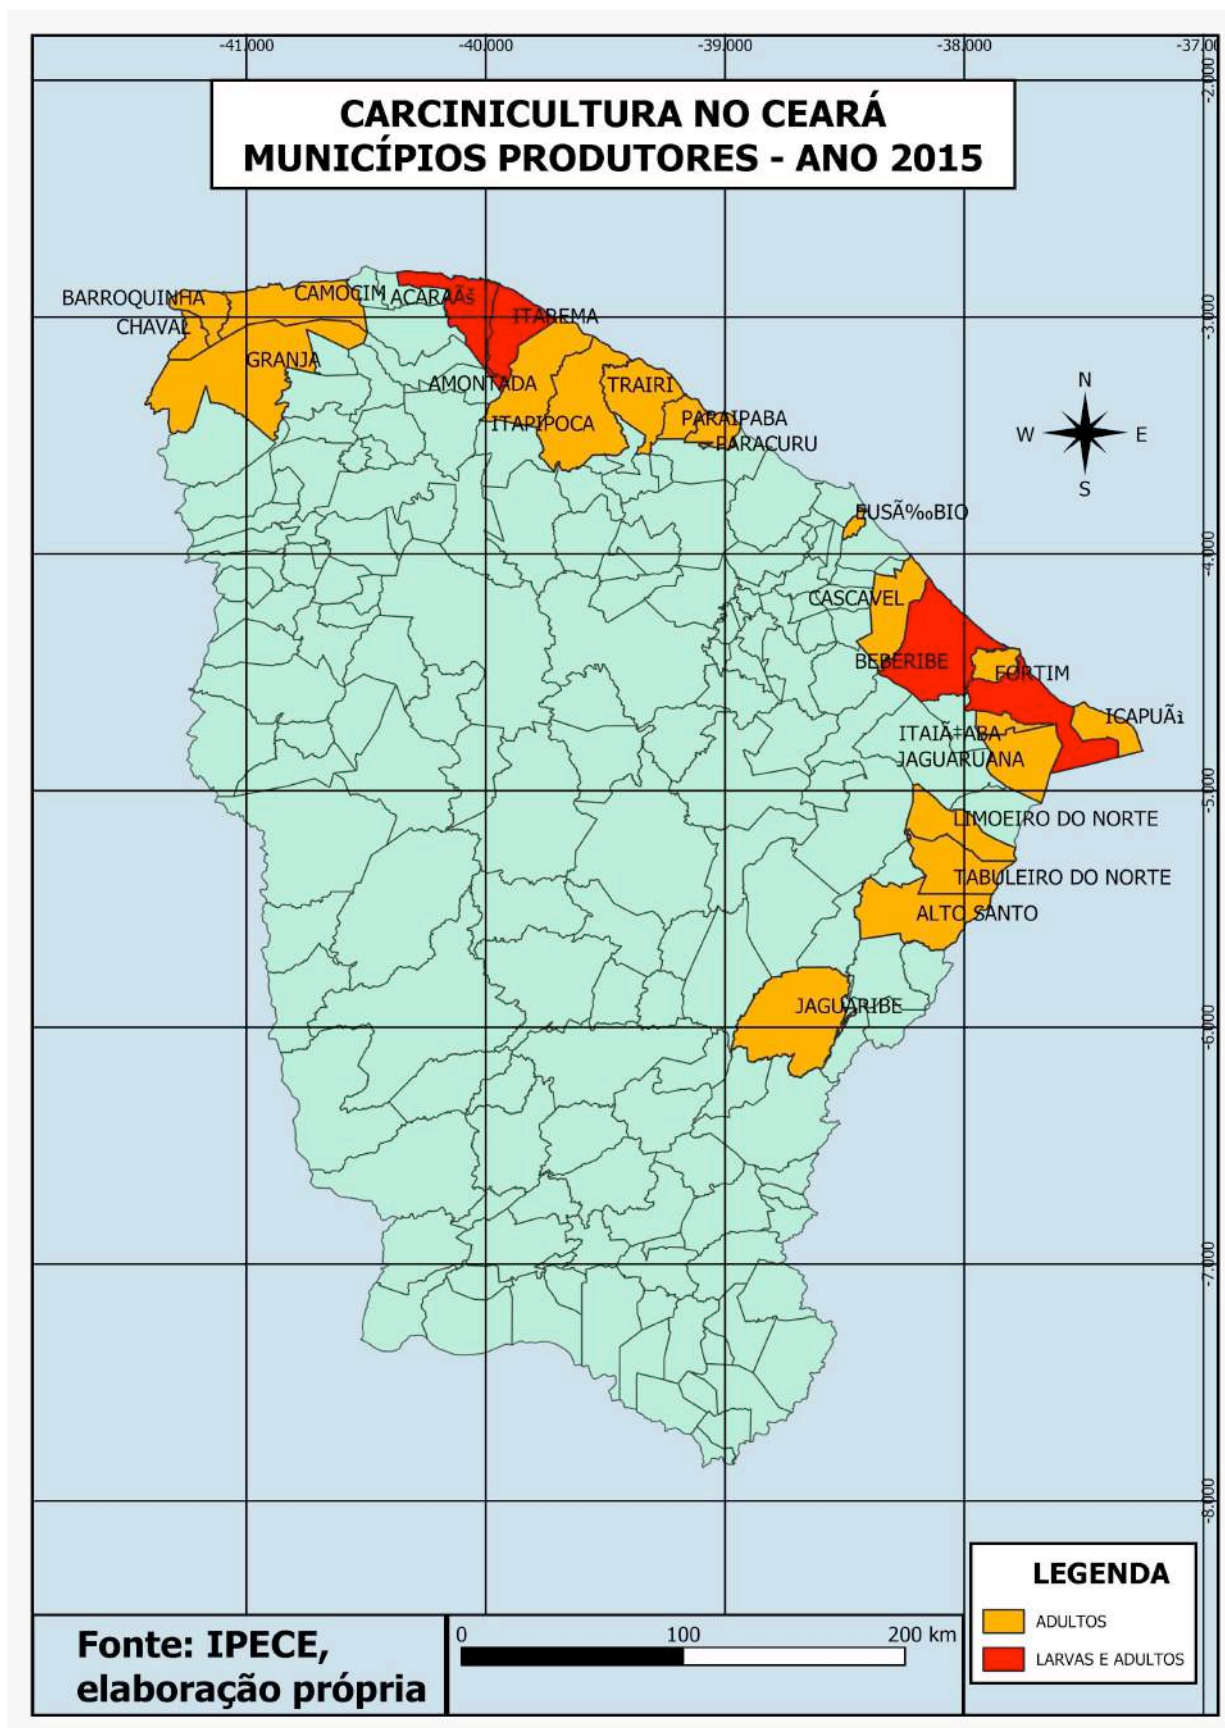 -41.000 -40.000 -39.000 -38.000 -37.00
-2.000
CARCINICULTURA NO CEARÁ
MUNICÍPIOS PRODUTORES - ANO 2015
BARROQUINHA
CAMOCIM
ACARAÃš
CHAVAL
ITAREMA
-3.000
GRANJA
AMONTADA
TRAIRI
ITAPIPOCA
PARAIPABA
PARACURU
N
W E
S
EUSÃ‰BIO
-4.000
CASCAVEL
BEBERIBE
FORTIM
ICAPUÃ
ITAIÃ‡ABA
JAGUARUANA
-5.000
LIMOEIRO DO NORTE
TABULEIRO DO NORTE
ALTO SANTO
JAGUARIBE
-6.000
-7.000
-8.000
LEGENDA
ADULTOS
LARVAS E ADULTOS
Fonte: IPECE,
elaboração própria
0 100 200 km